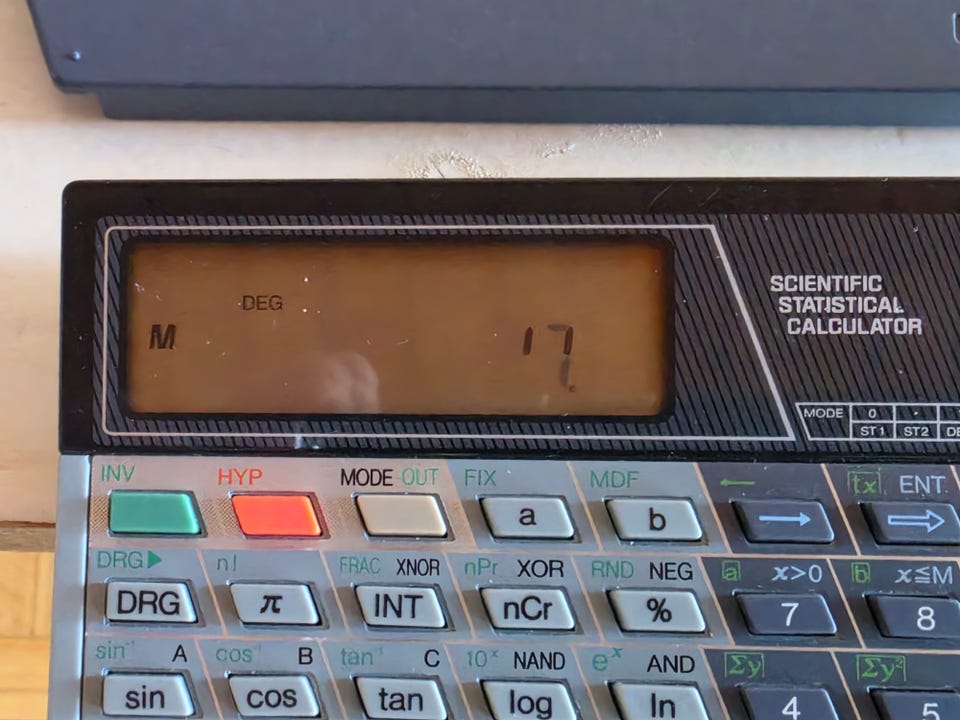 DEG
M 17.
SCIENTIFIC
STATISTICAL
CALCULATOR
MODE 0 ·
ST1 ST2
INV HYP MODE OUT FIX MDF ← fx ENT
a b → ⇨
DRG▶ n! FRAC XNOR nPr XOR RND NEG a x>0 b x≦M
DRG π INT nCr % 7 8
sin⁻¹ A cos⁻¹ B tan⁻¹ C 10ˣ NAND eˣ AND Σy Σy²
sin cos tan log ln 4 5